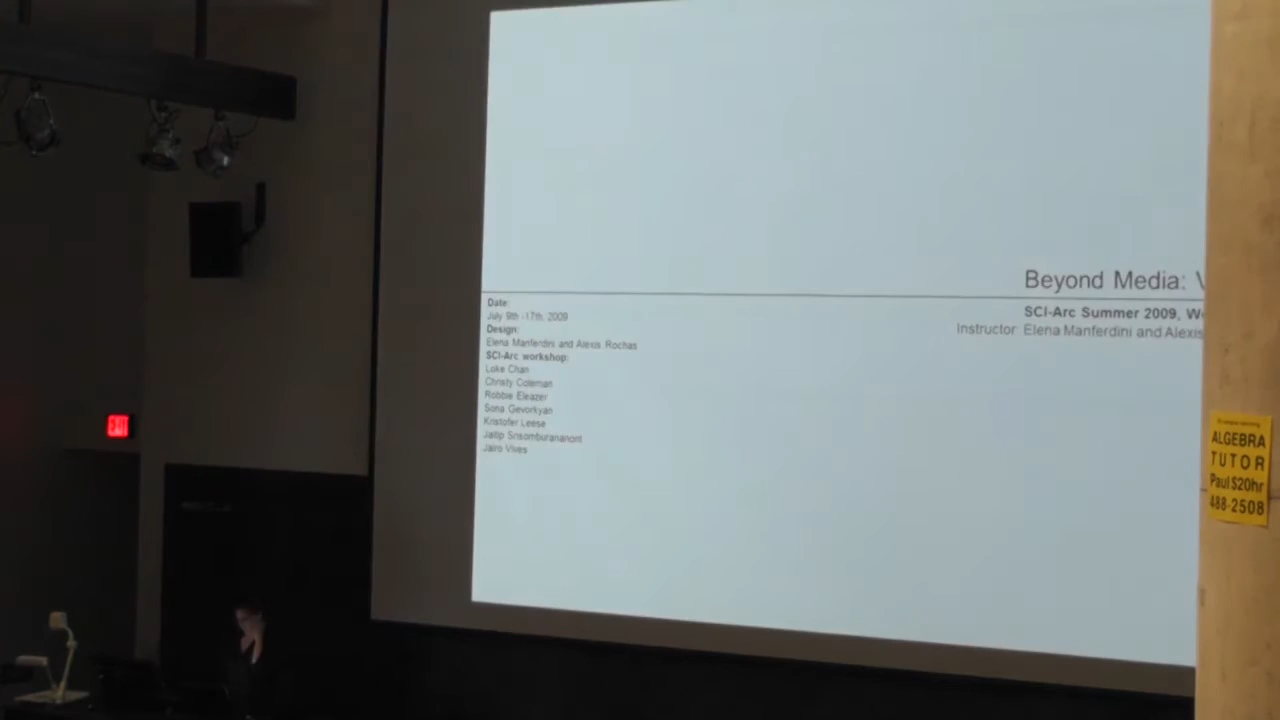 Beyond Media:
SCI-Arc Summer 2009,
Instructor: Elena Manferdini and Alexis
Date:
July 9th -17th, 2009
Design:
Elena Manferdini and Alexis Rochas
SCI-Arc workshop:
Loke Chan
Christy Coleman
Robbie Eleazer
Sona Gevorkyan
Kristofer Leese
Jairo Vives
EXIT
ALGEBRA
TUTOR
Paul $20hr
488-2508